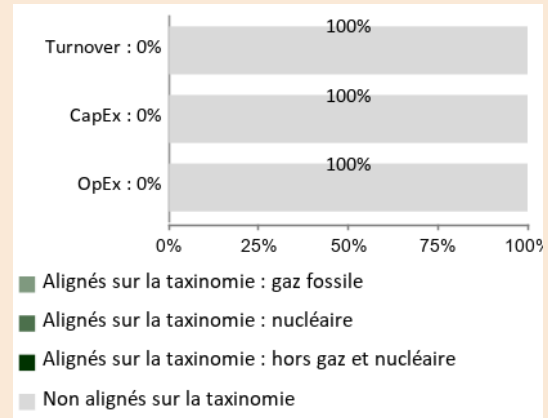 100%
Turnover : 0%
100%
CapEx : 0%
100%
OpEx : 0%
0% 25% 50% 75% 100%
Alignés sur la taxinomie : gaz fossile
Alignés sur la taxinomie : nucléaire
Alignés sur la taxinomie : hors gaz et nucléaire
Non alignés sur la taxinomie